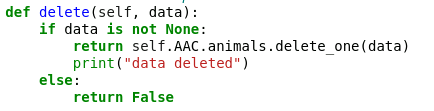 def delete(self, data):
    if data is not None:
        return self.AAC.animals.delete_one(data)
        print("data deleted")
    else:
        return False